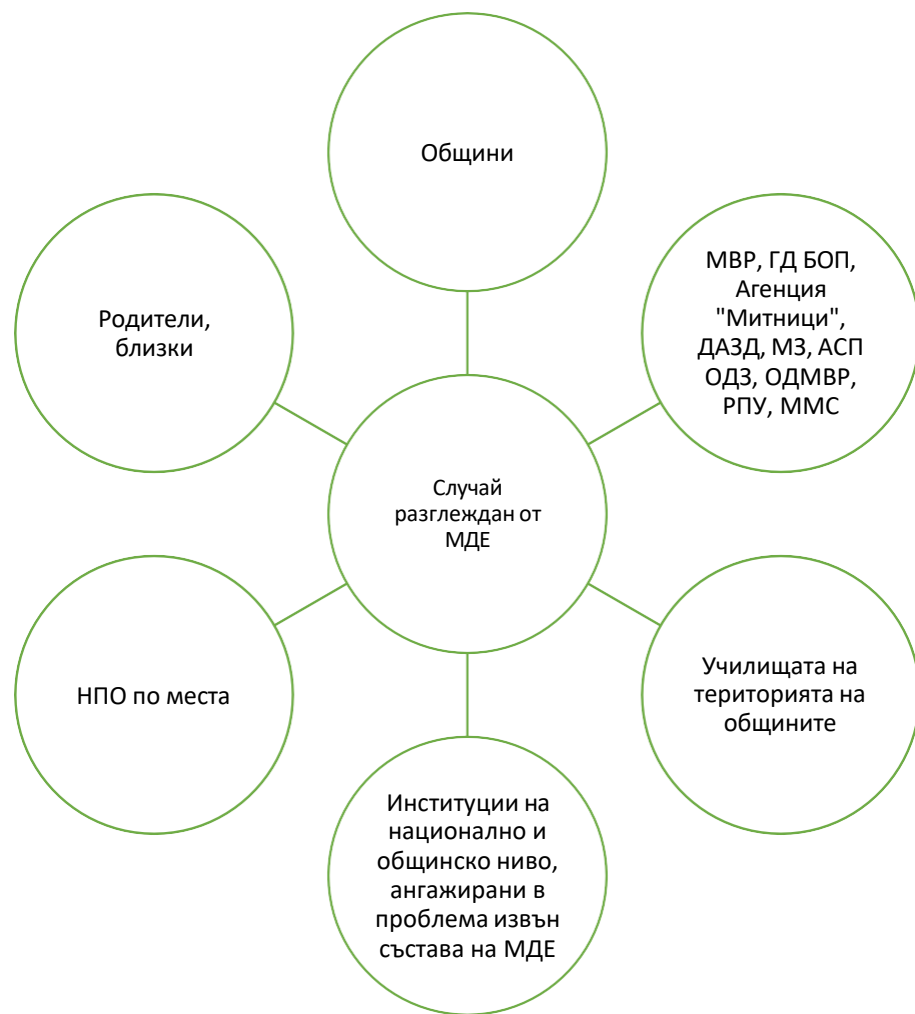 Общини
МВР, ГД БОП,
Агенция
"Митници",
ДАЗД, МЗ, АСП
ОДЗ, ОДМВР,
РПУ, ММС
Родители,
близки
Случай
разглеждан от
МДЕ
НПО по места
Училищата на
територията на
общините
Институции на
национално и
общинско ниво,
ангажирани в
проблема извън
състава на МДЕ